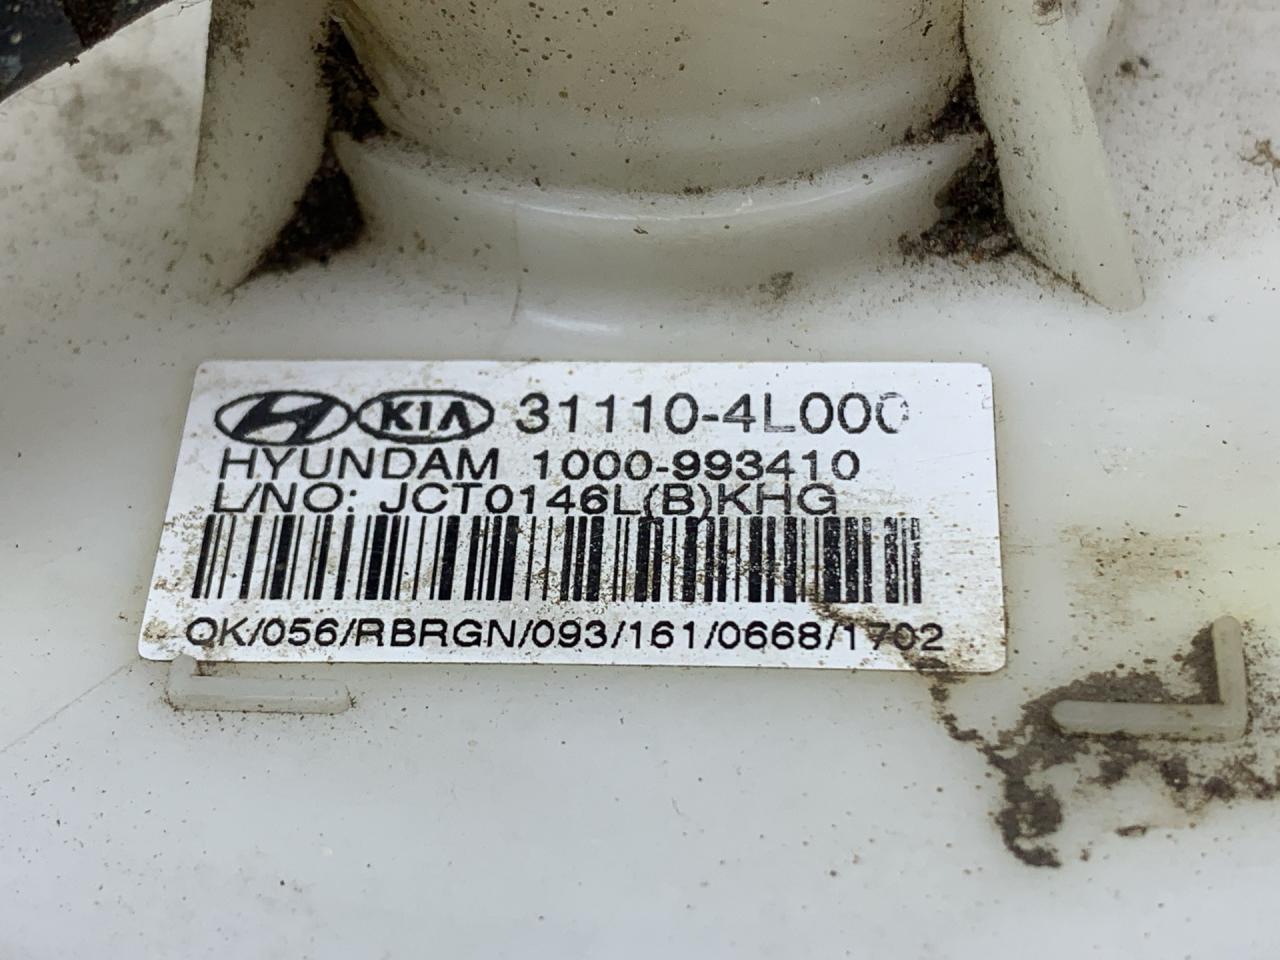 KIA 31110-4L000
HYUNDAM 1000-993410
L/NO: JCT0146L(B)KHG
OK/056/RBRGN/093/161/0668/1702